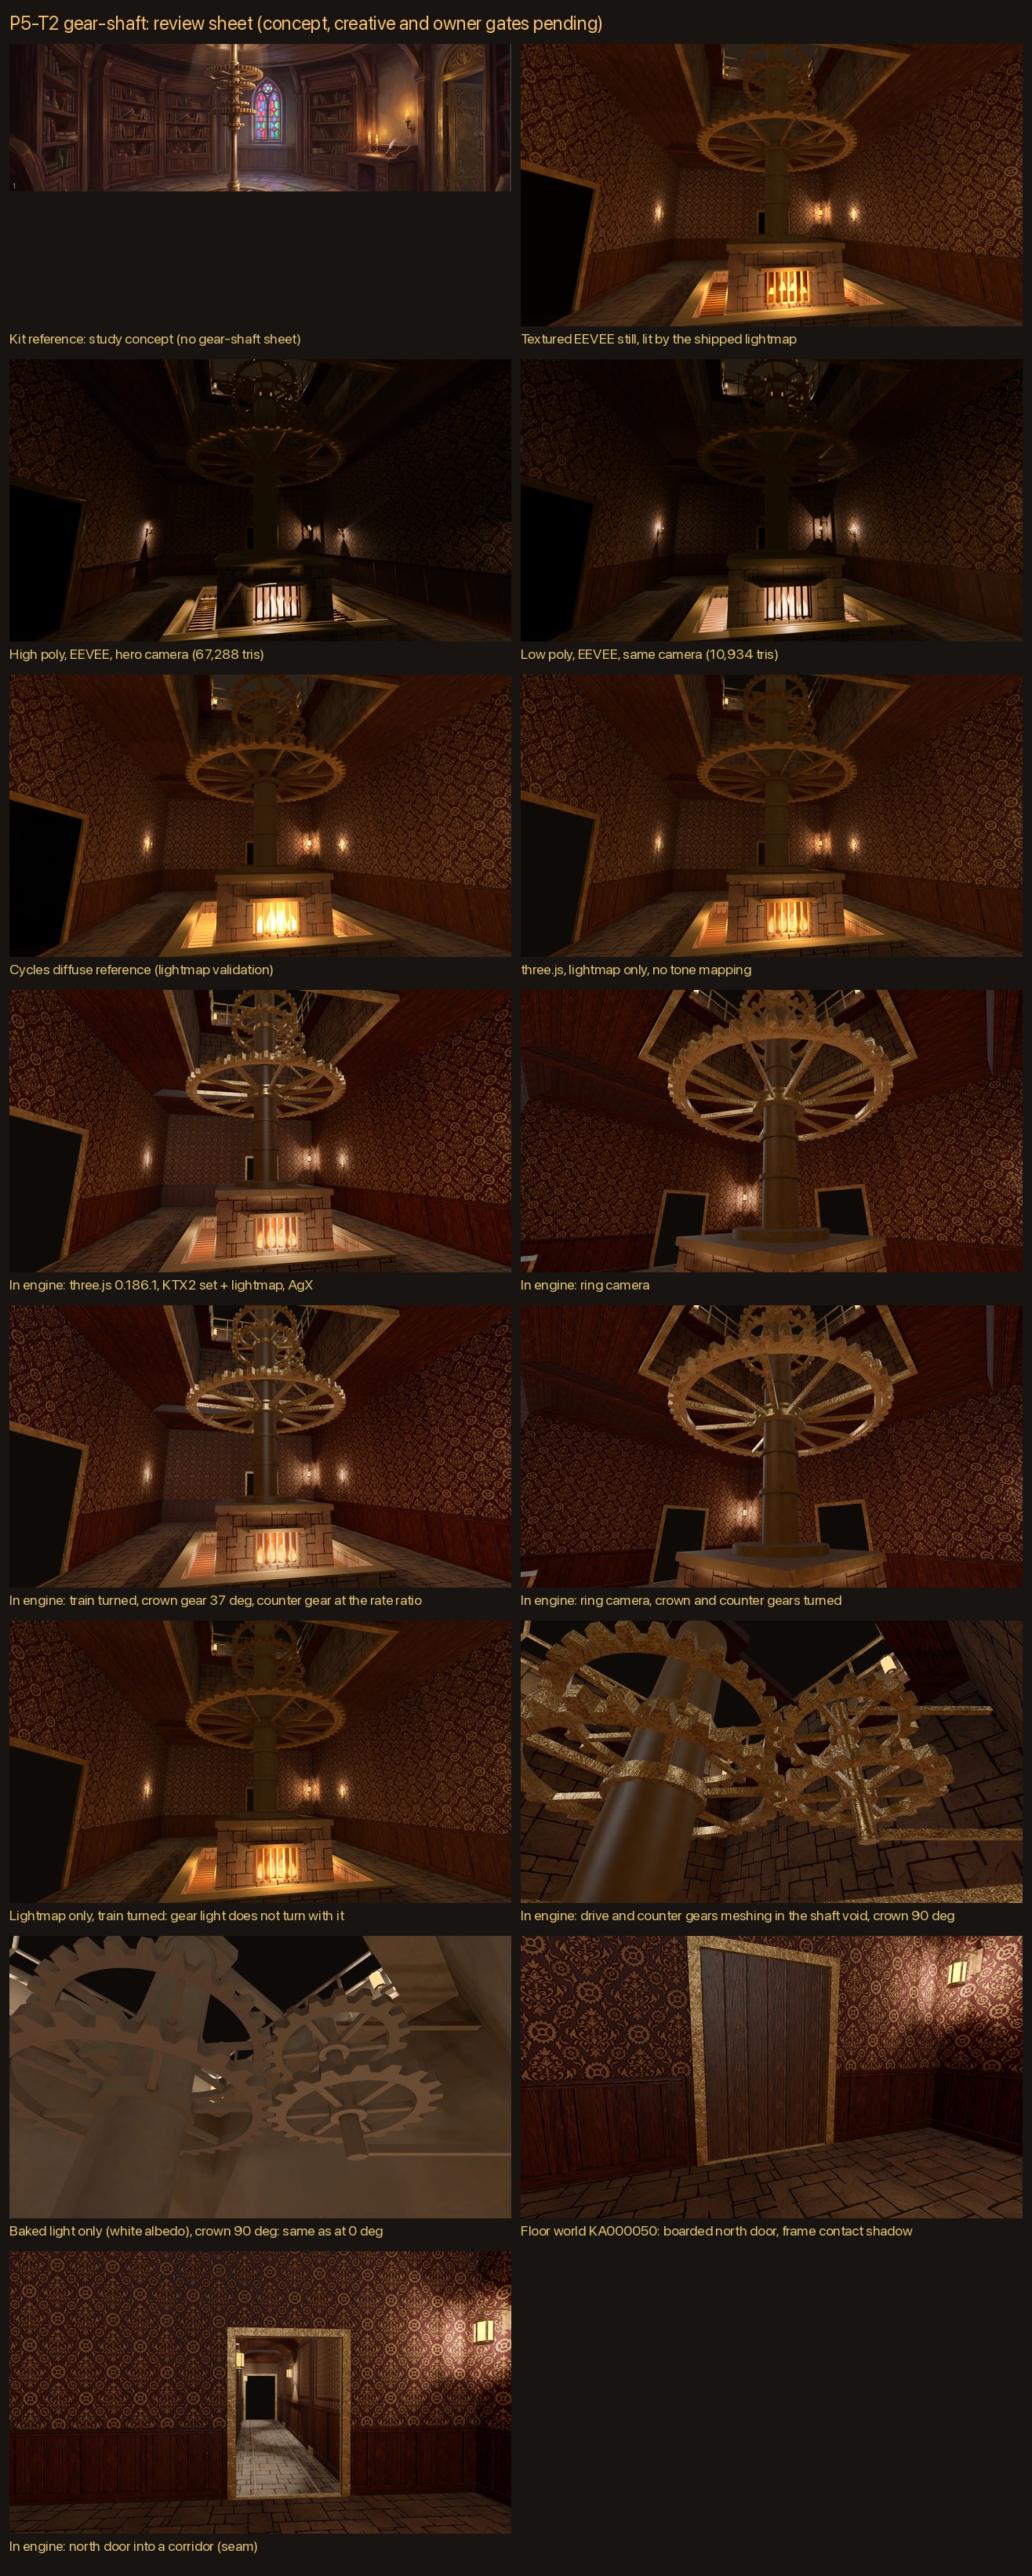 P5-T2 gear-shaft: review sheet (concept, creative and owner gates pending)
1
Kit reference: study concept (no gear-shaft sheet)
Textured EEVEE still, lit by the shipped lightmap
High poly, EEVEE, hero camera (67,288 tris)
Low poly, EEVEE, same camera (10,934 tris)
Cycles diffuse reference (lightmap validation)
three.js, lightmap only, no tone mapping
In engine: three.js 0.186.1, KTX2 set + lightmap, AgX
In engine: ring camera
In engine: train turned, crown gear 37 deg, counter gear at the rate ratio
In engine: ring camera, crown and counter gears turned
Lightmap only, train turned: gear light does not turn with it
In engine: drive and counter gears meshing in the shaft void, crown 90 deg
Baked light only (white albedo), crown 90 deg: same as at 0 deg
Floor world KA000050: boarded north door, frame contact shadow
In engine: north door into a corridor (seam)